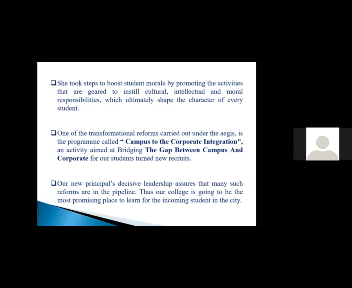 She took steps to boost student morale by promoting the activities
that are geared to instill cultural, intellectual and moral
responsibilities, which ultimately shape the character of every
student.
One of the transformational reforms carried out under the aegis, is
the programme called “ Campus to the Corporate Integration",
an activity aimed at Bridging The Gap Between Campus And
Corporate for our students turned new recruits.
Our new principal's decisive leadership assures that many such
reforms are in the pipeline. Thus our college is going to be the
most promising place to learn for the incoming student in the city.